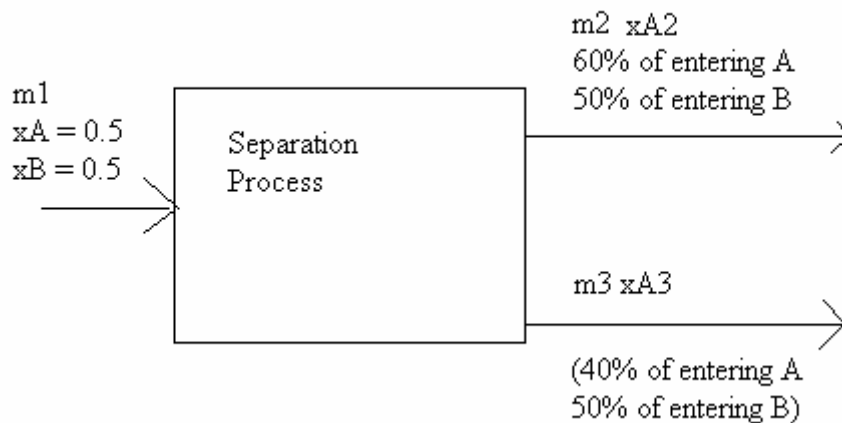 m1
xA = 0.5
xB = 0.5
Separation
Process
m2  xA2
60% of entering A
50% of entering B
m3 xA3
(40% of entering A
50% of entering B)